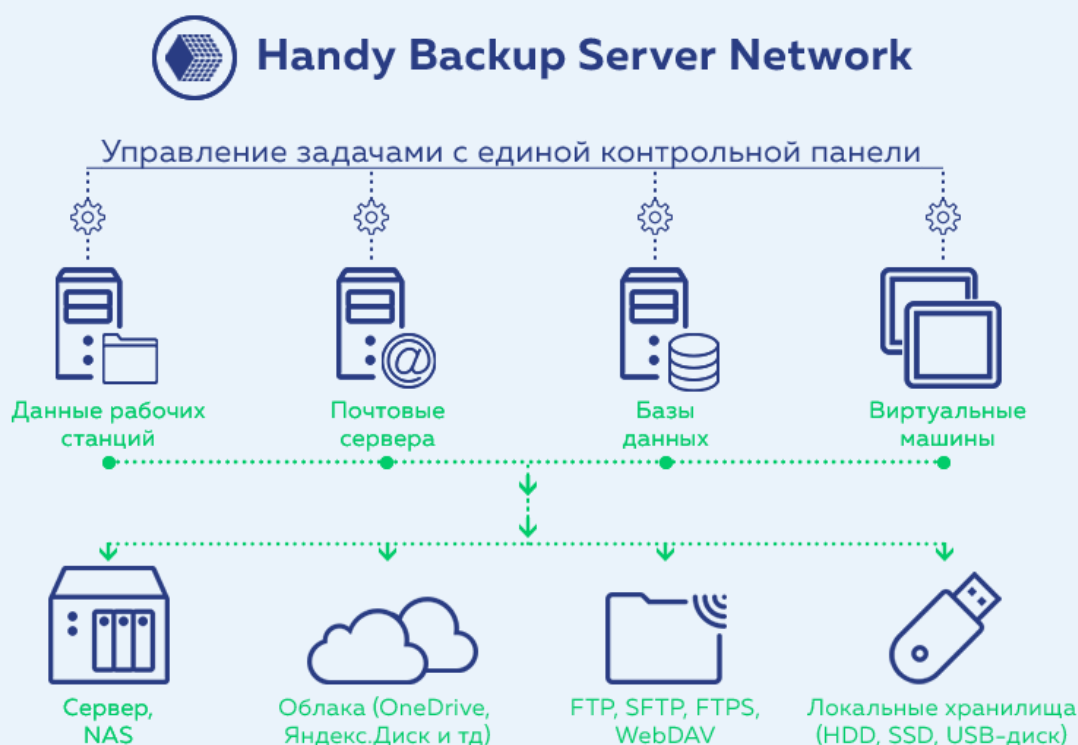 Handy Backup Server Network
Управление задачами с единой контрольной панели
Данные рабочих
станций
Почтовые
сервера
Базы
данных
Виртуальные
машины
Сервер,
NAS
Облака (OneDrive,
Яндекс.Диск и тд)
FTP, SFTP, FTPS,
WebDAV
Локальные хранилища
(HDD, SSD, USB-диск)